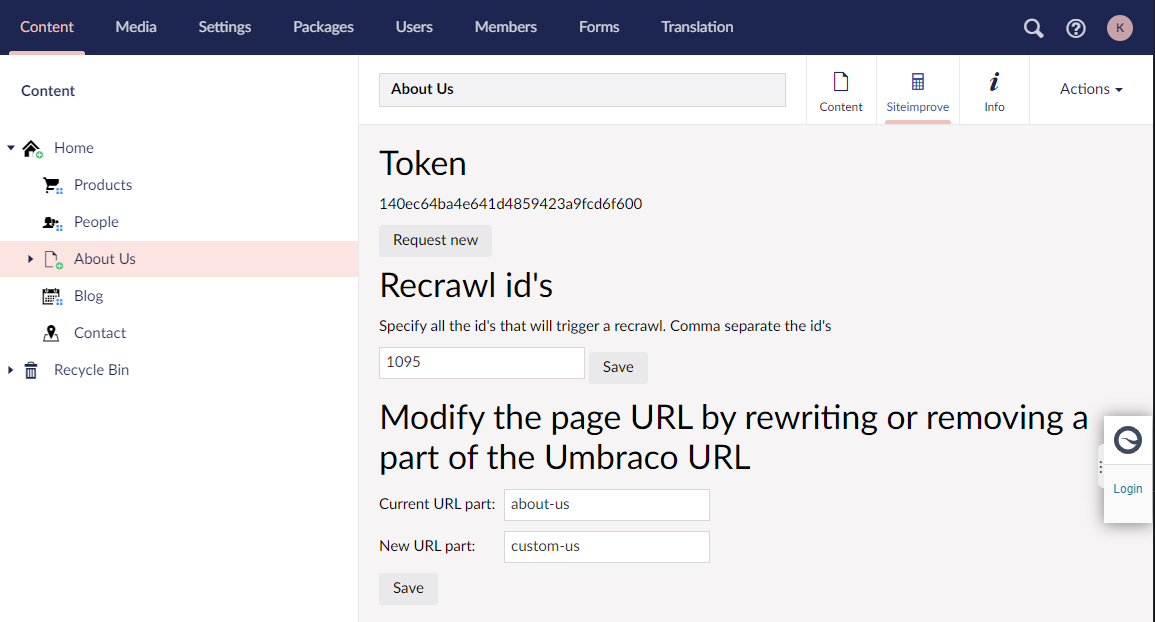 Content Media Settings Packages Users Members Forms Translation K
Content
Home
Products
People
About Us
Blog
Contact
Recycle Bin
About Us
Content
Siteimprove
Info
Actions
Token
140ec64ba4e641d4859423a9fcd6f600
Request new
Recrawl id's
Specify all the id's that will trigger a recrawl. Comma separate the id's
1095 Save
Modify the page URL by rewriting or removing a
part of the Umbraco URL
Current URL part: about-us
New URL part: custom-us
Save
Login